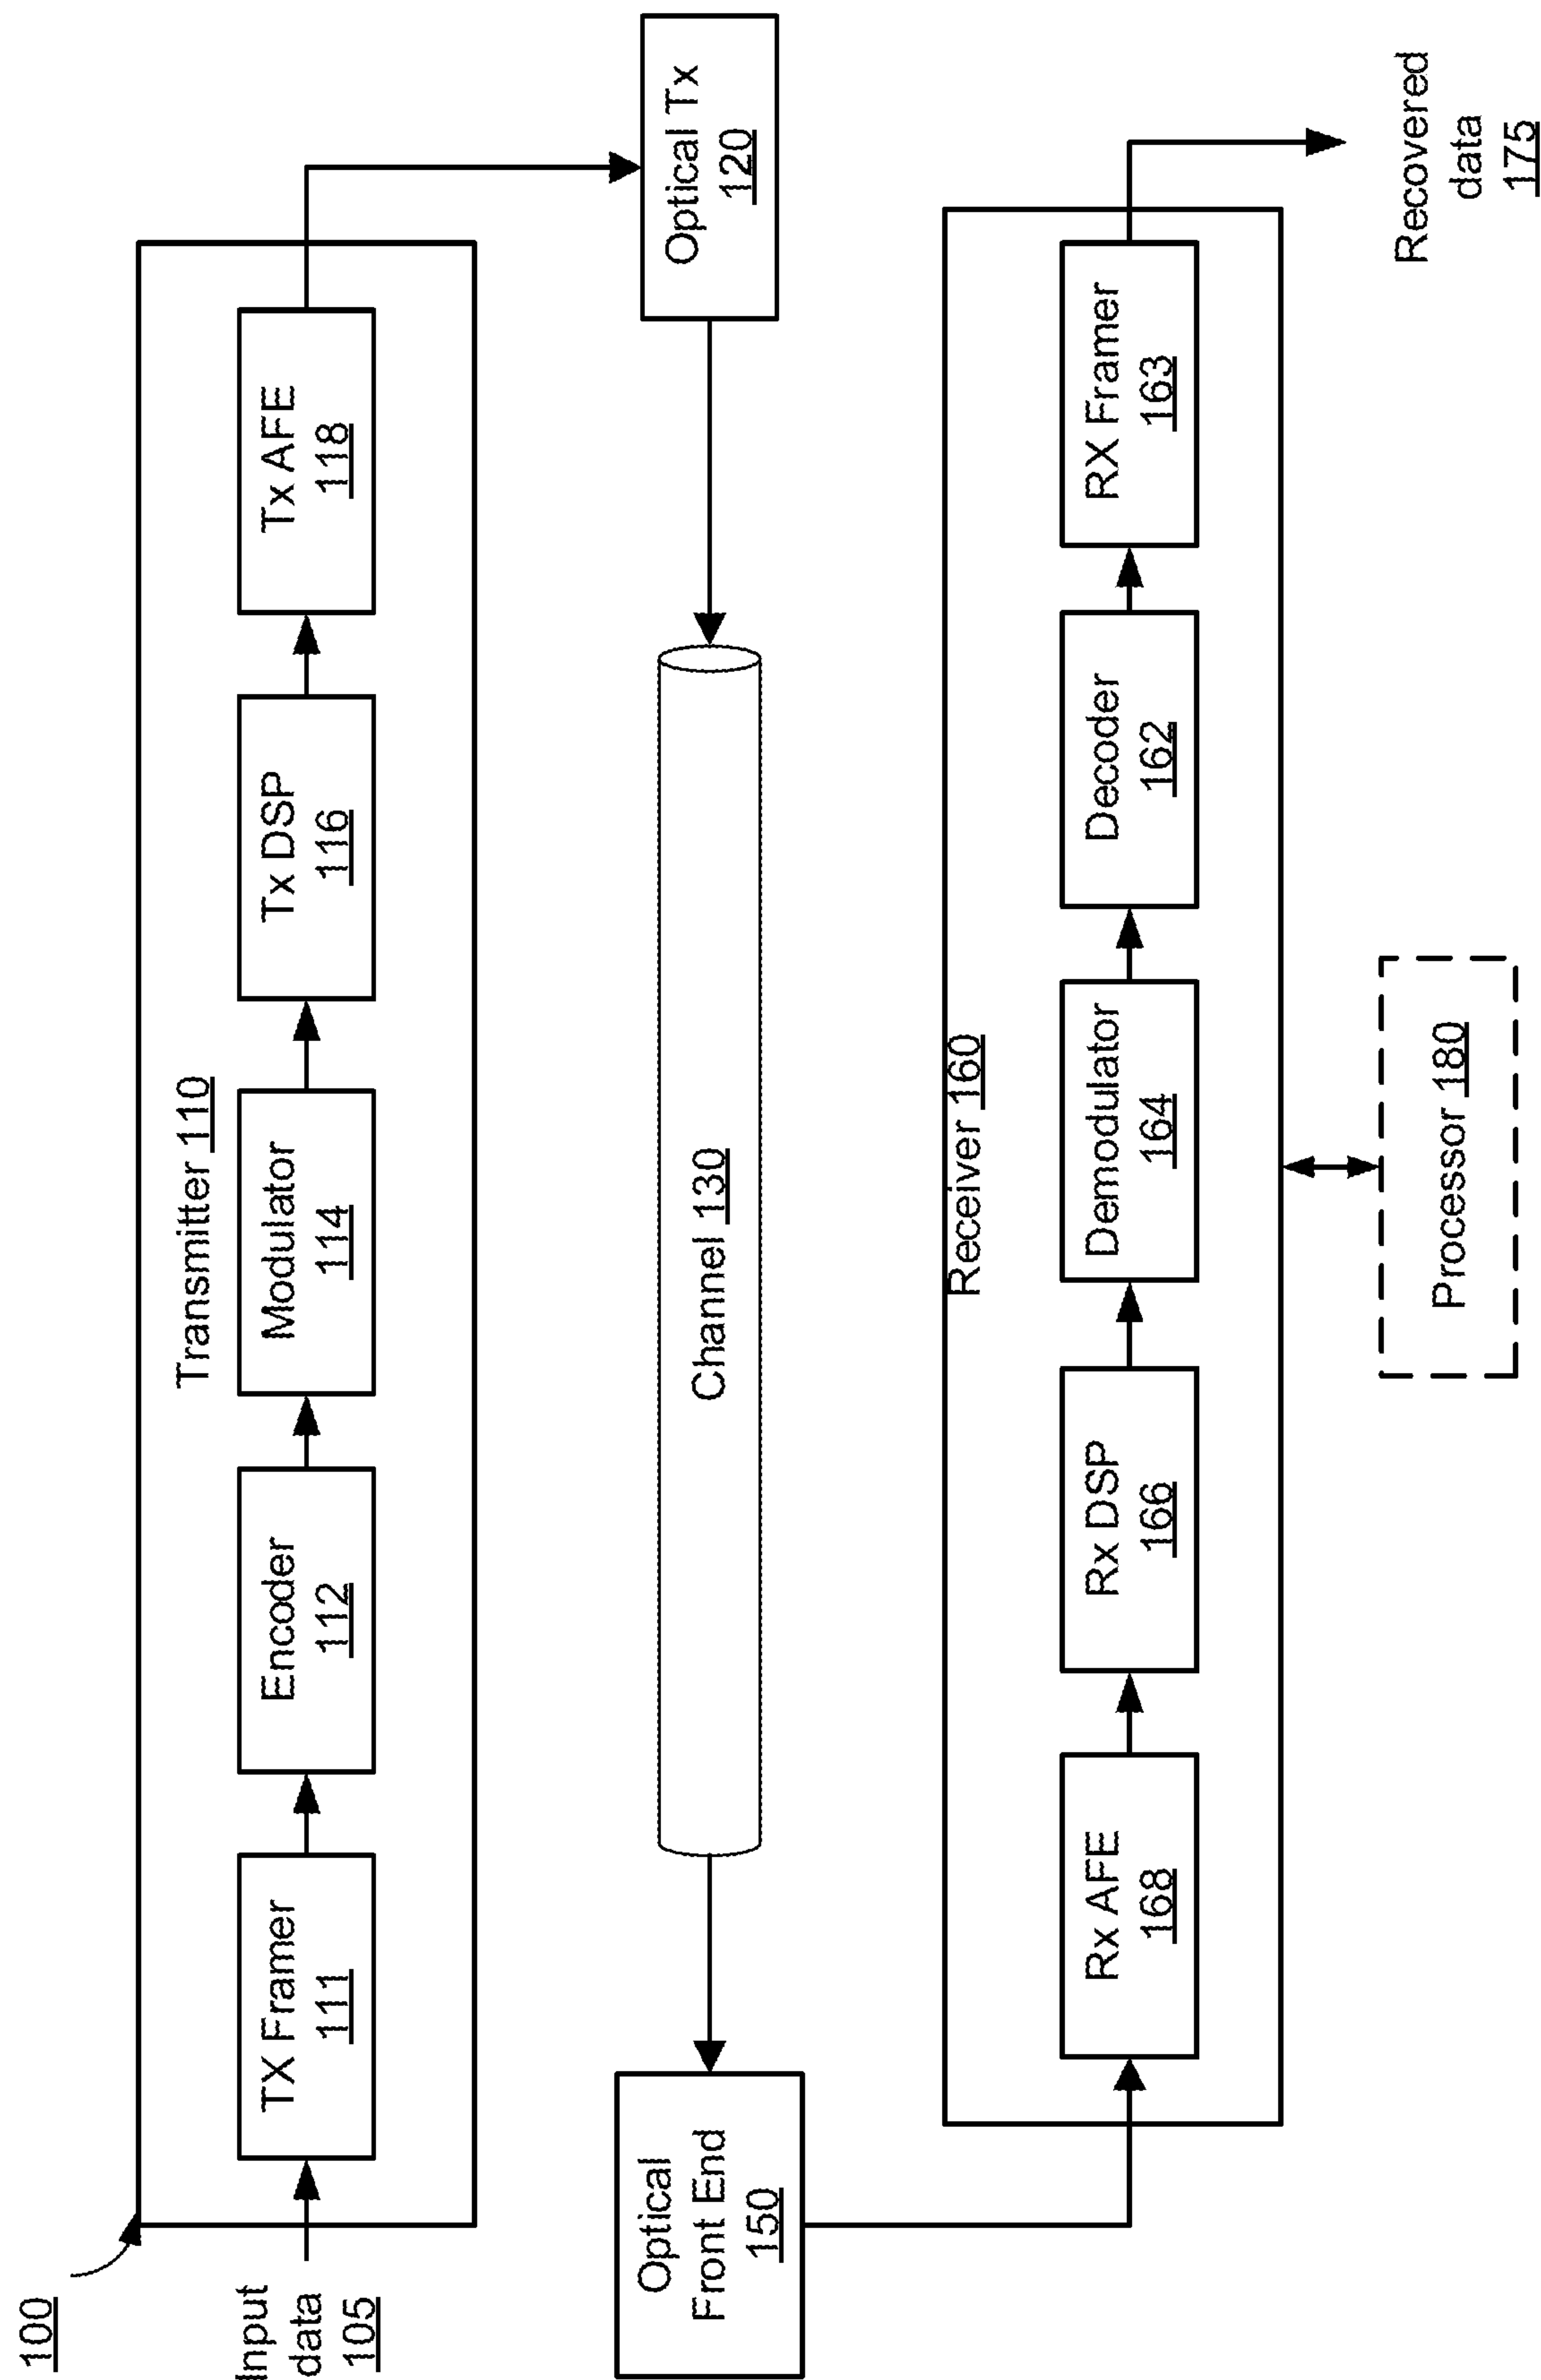 100
Input
data
105
Transmitter 110
TX Framer
111
Encoder
112
Modulator
114
Tx DSP
116
Tx AFE
118
Optical Tx
120
Channel 130
Optical
Front End
150
Receiver 160
Rx AFE
168
Rx DSP
166
Demodulator
164
Decoder
162
RX Framer
163
Recovered
data
175
Processor 180